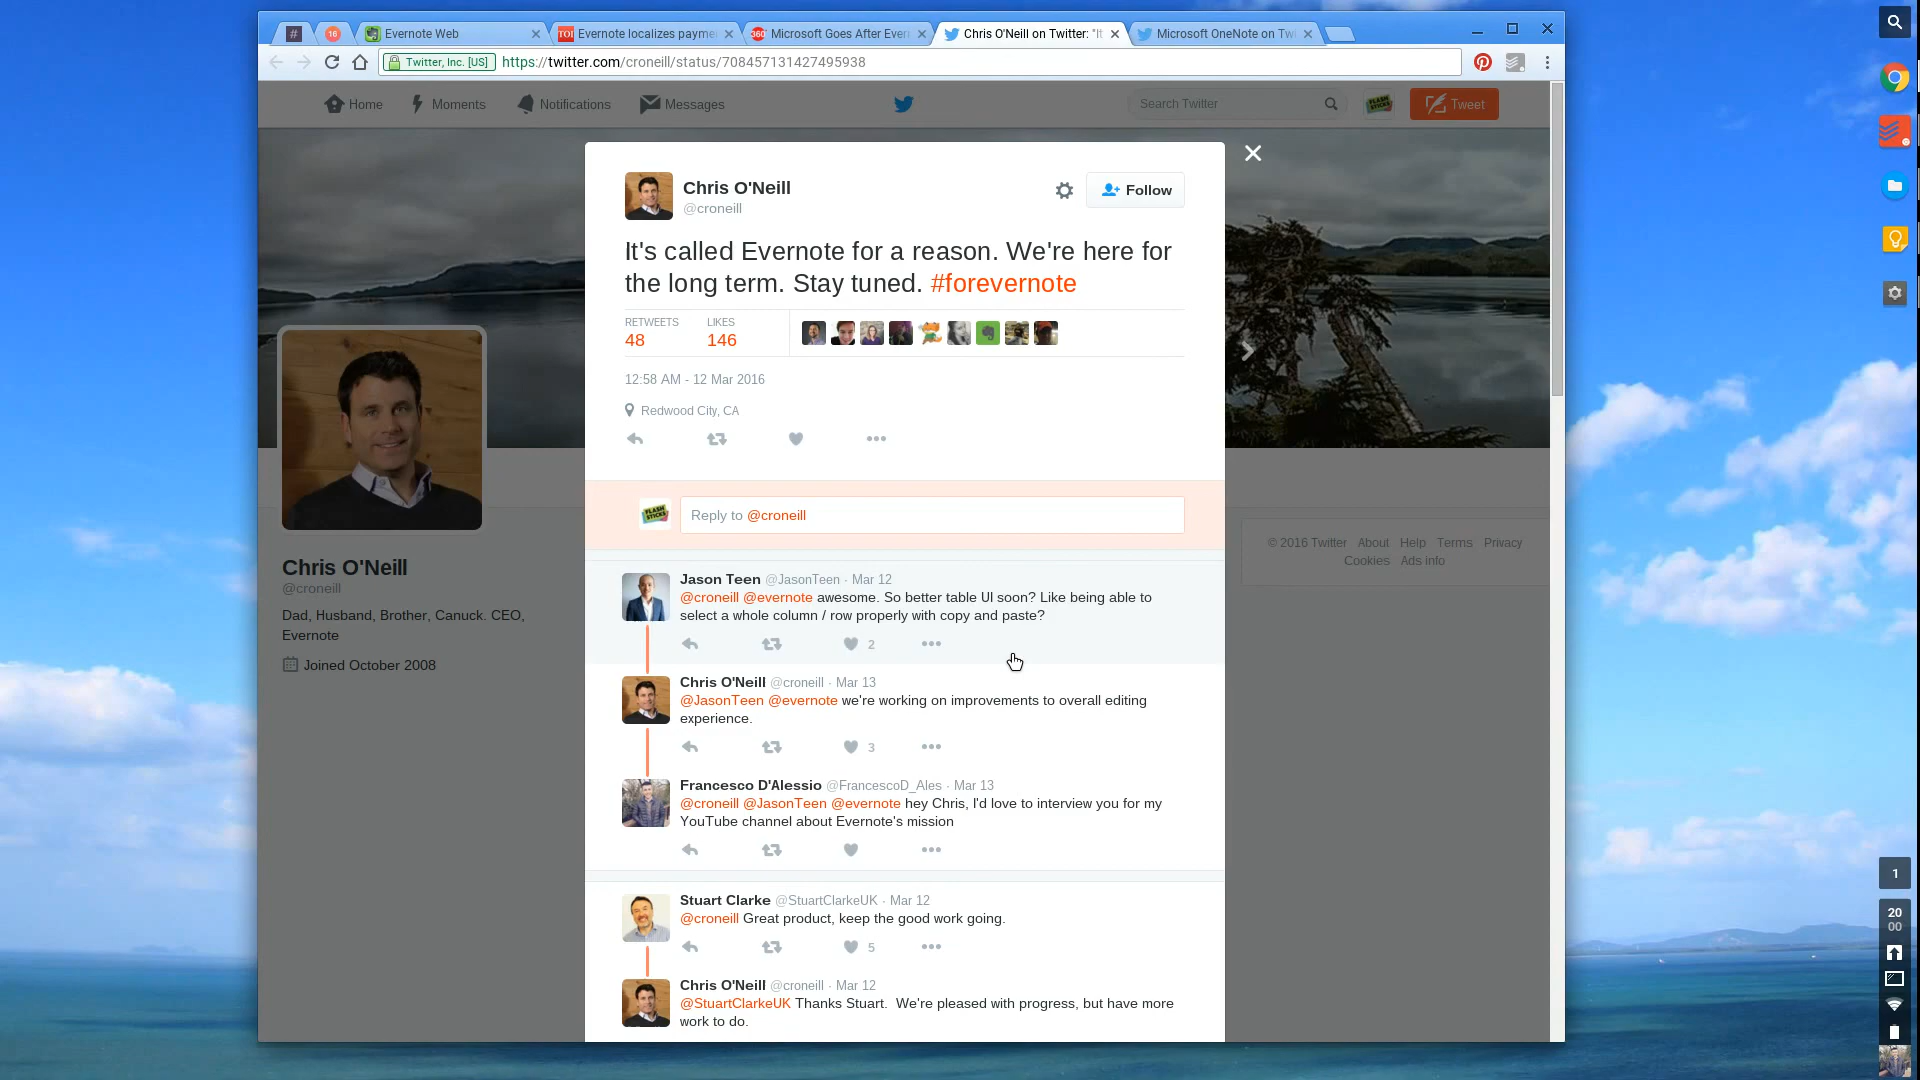 #
16
Evernote Web
TOI Evernote localizes payme
360° Microsoft Goes After Ever
Chris O'Neill on Twitter: "It
Microsoft OneNote on Twi
Twitter, Inc. [US]
https://twitter.com/croneill/status/708457131427495938
Home
Moments
Notifications
Messages
Search Twitter
FLASH STICKS
Tweet
Chris O'Neill
@croneill
Follow
It's called Evernote for a reason. We're here for
the long term. Stay tuned. #forevernote
RETWEETS
48
LIKES
146
12:58 AM - 12 Mar 2016
Redwood City, CA
FLASH STICKS
Reply to @croneill
Chris O'Neill
@croneill
Dad, Husband, Brother, Canuck. CEO,
Evernote
Joined October 2008
Jason Teen @JasonTeen · Mar 12
@croneill @evernote awesome. So better table UI soon? Like being able to
select a whole column / row properly with copy and paste?
2
Chris O'Neill @croneill · Mar 13
@JasonTeen @evernote we're working on improvements to overall editing
experience.
3
Francesco D'Alessio @FrancescoD_Ales · Mar 13
@croneill @JasonTeen @evernote hey Chris, I'd love to interview you for my
YouTube channel about Evernote's mission
Stuart Clarke @StuartClarkeUK · Mar 12
@croneill Great product, keep the good work going.
5
Chris O'Neill @croneill · Mar 12
@StuartClarkeUK Thanks Stuart. We're pleased with progress, but have more
work to do.
© 2016 Twitter About Help Terms Privacy
Cookies Ads info
1
20
00